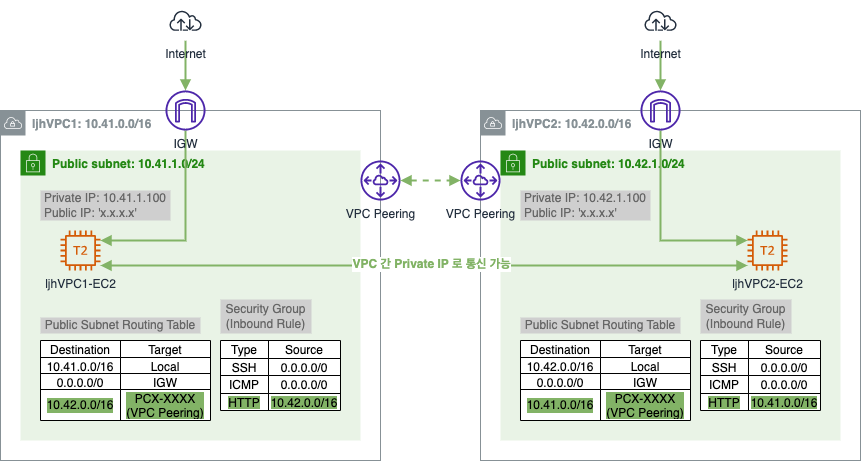 Internet
Internet
IGW
IGW
ljhVPC1: 10.41.0.0/16
Public subnet: 10.41.1.0/24
Private IP: 10.41.1.100
Public IP: 'x.x.x.x'
T2
ljhVPC1-EC2
VPC Peering
VPC Peering
VPC 간 Private IP 로 통신 가능
ljhVPC2: 10.42.0.0/16
Public subnet: 10.42.1.0/24
Private IP: 10.42.1.100
Public IP: 'x.x.x.x'
T2
ljhVPC2-EC2
Public Subnet Routing Table
Destination Target
10.41.0.0/16 Local
0.0.0.0/0 IGW
10.42.0.0/16 PCX-XXXX
(VPC Peering)
Security Group
(Inbound Rule)
Type Source
SSH 0.0.0.0/0
ICMP 0.0.0.0/0
HTTP 10.42.0.0/16
Public Subnet Routing Table
Destination Target
10.42.0.0/16 Local
0.0.0.0/0 IGW
10.41.0.0/16 PCX-XXXX
(VPC Peering)
Security Group
(Inbound Rule)
Type Source
SSH 0.0.0.0/0
ICMP 0.0.0.0/0
HTTP 10.41.0.0/16